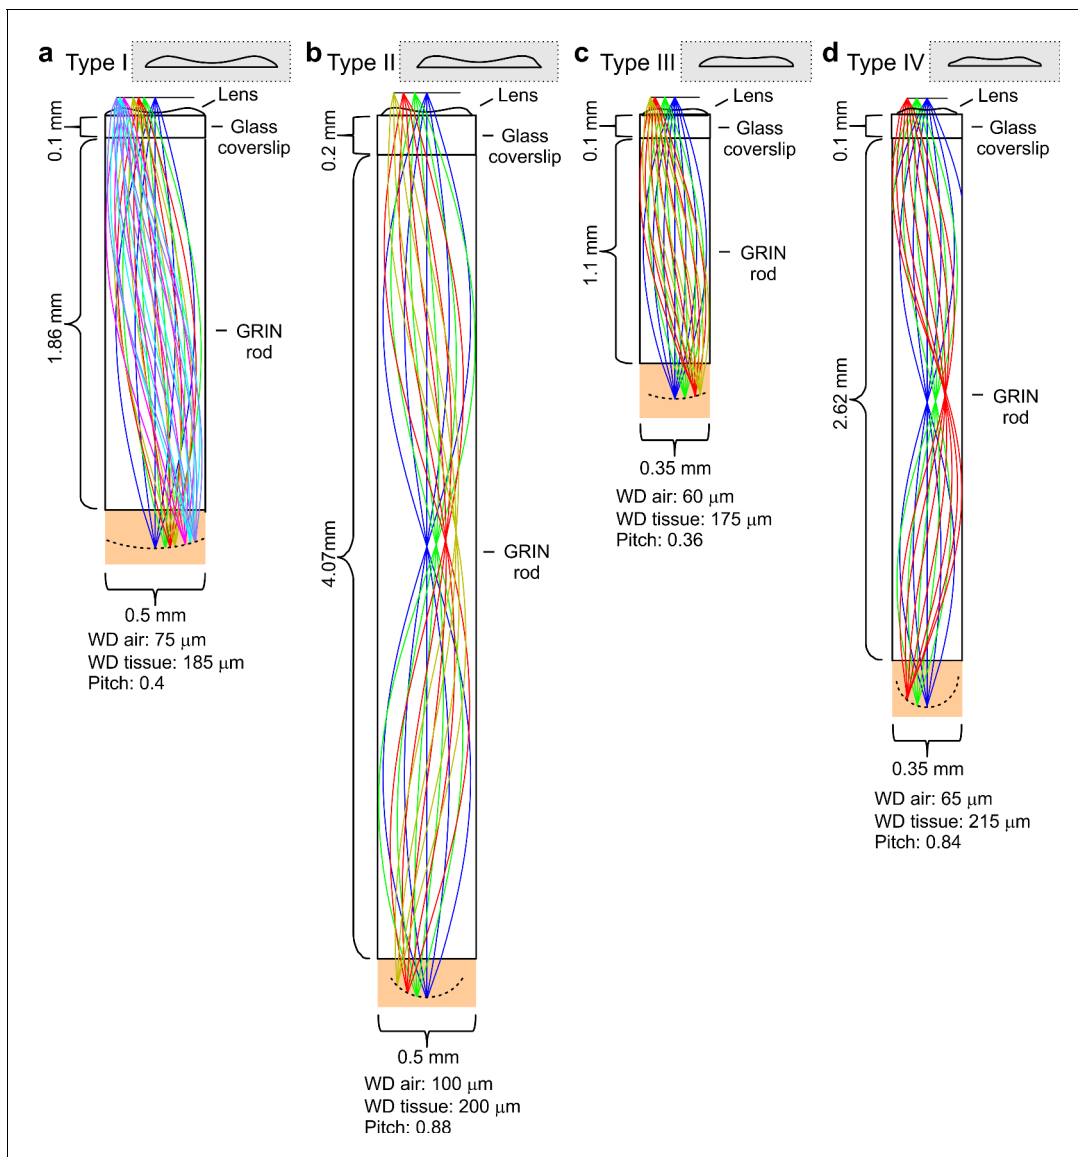 a Type I
Lens
0.1 mm
Glass
coverslip
1.86 mm
GRIN
rod
0.5 mm
WD air: 75 μm
WD tissue: 185 μm
Pitch: 0.4
b Type II
Lens
0.2 mm
Glass
coverslip
4.07mm
GRIN
rod
0.5 mm
WD air: 100 μm
WD tissue: 200 μm
Pitch: 0.88
c Type III
Lens
0.1 mm
Glass
coverslip
1.1 mm
GRIN
rod
0.35 mm
WD air: 60 μm
WD tissue: 175 μm
Pitch: 0.36
d Type IV
Lens
0.1 mm
Glass
coverslip
2.62 mm
GRIN
rod
0.35 mm
WD air: 65 μm
WD tissue: 215 μm
Pitch: 0.84